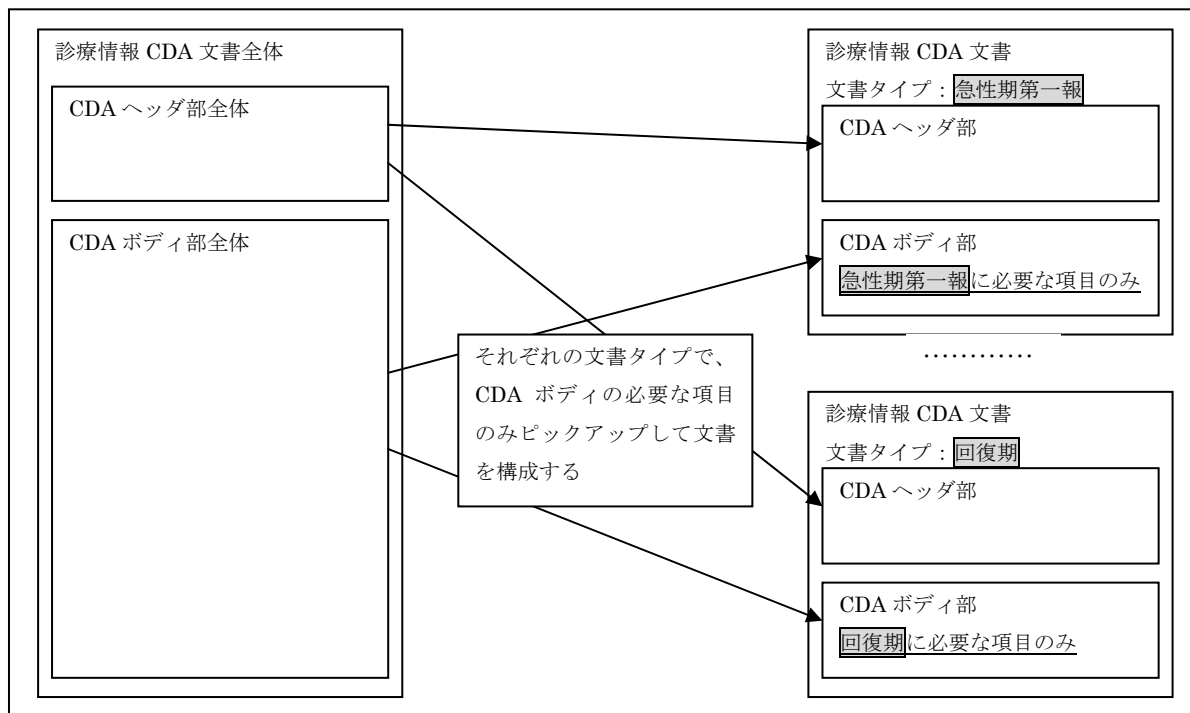 診療情報 CDA 文書全体
CDA ヘッダ部全体
CDA ボディ部全体
それぞれの文書タイプで、
CDA ボディの必要な項目
のみピックアップして文書
を構成する
診療情報 CDA 文書
文書タイプ：急性期第一報
CDA ヘッダ部
CDA ボディ部
急性期第一報に必要な項目のみ
…………
診療情報 CDA 文書
文書タイプ：回復期
CDA ヘッダ部
CDA ボディ部
回復期に必要な項目のみ